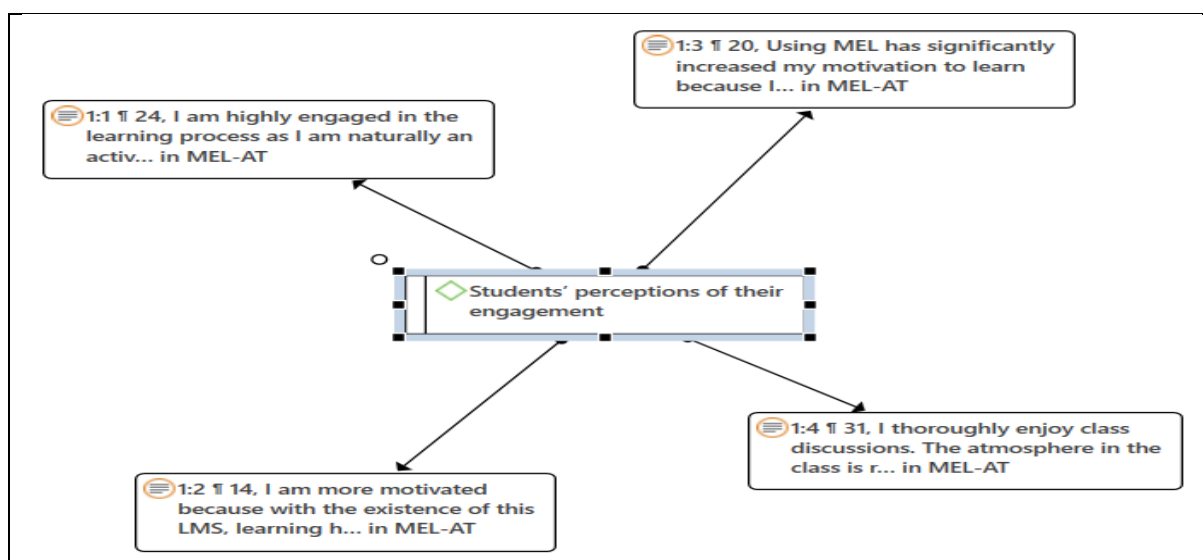 1:3 ¶ 20, Using MEL has significantly
increased my motivation to learn
because I... in MEL-AT
1:1 ¶ 24, I am highly engaged in the
learning process as I am naturally an
activ... in MEL-AT
Students’ perceptions of their
engagement
1:4 ¶ 31, I thoroughly enjoy class
discussions. The atmosphere in the
class is r... in MEL-AT
1:2 ¶ 14, I am more motivated
because with the existence of this
LMS, learning h... in MEL-AT